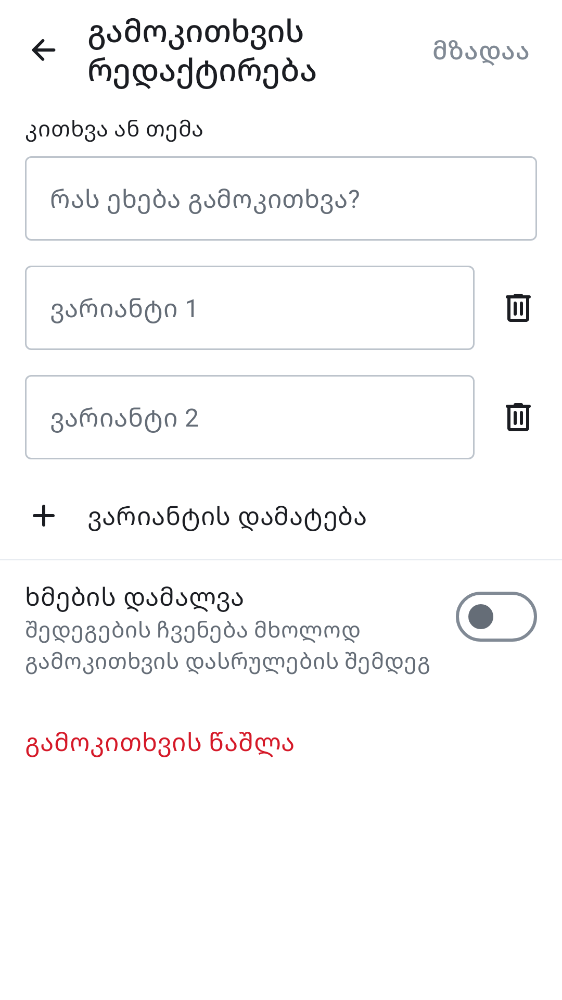 გამოკითხვის
რედაქტირება
მზადაა
კითხვა ან თემა
რას ეხება გამოკითხვა?
ვარიანტი 1
ვარიანტი 2
ვარიანტის დამატება
ხმების დამალვა
შედეგების ჩვენება მხოლოდ
გამოკითხვის დასრულების შემდეგ
გამოკითხვის წაშლა